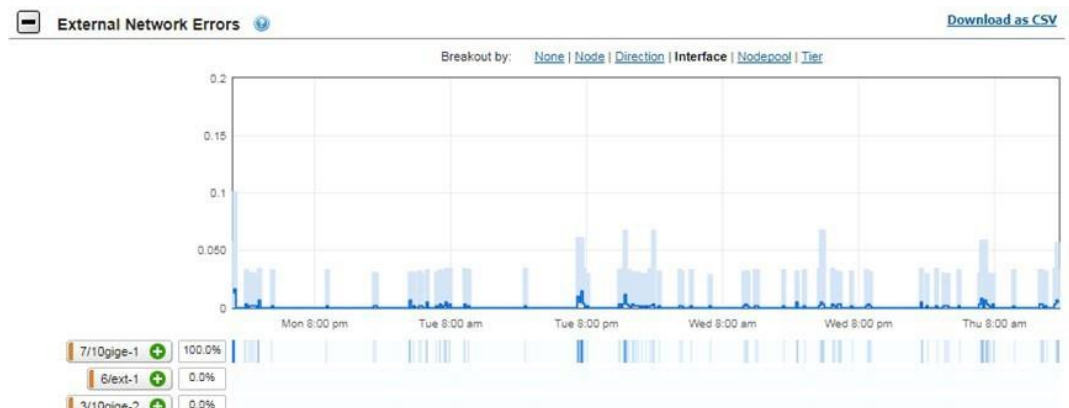 External Network Errors
Download as CSV
Breakout by: None | Node | Direction | Interface | Nodepool | Tier
0.2
0.15
0.1
0.050
0
Mon 8:00 pm Tue 8:00 am Tue 8:00 pm Wed 8:00 am Wed 8:00 pm Thu 8:00 am
7/10gige-1 100.0%
6/ext-1 0.0%
3/10gige-2 0.0%